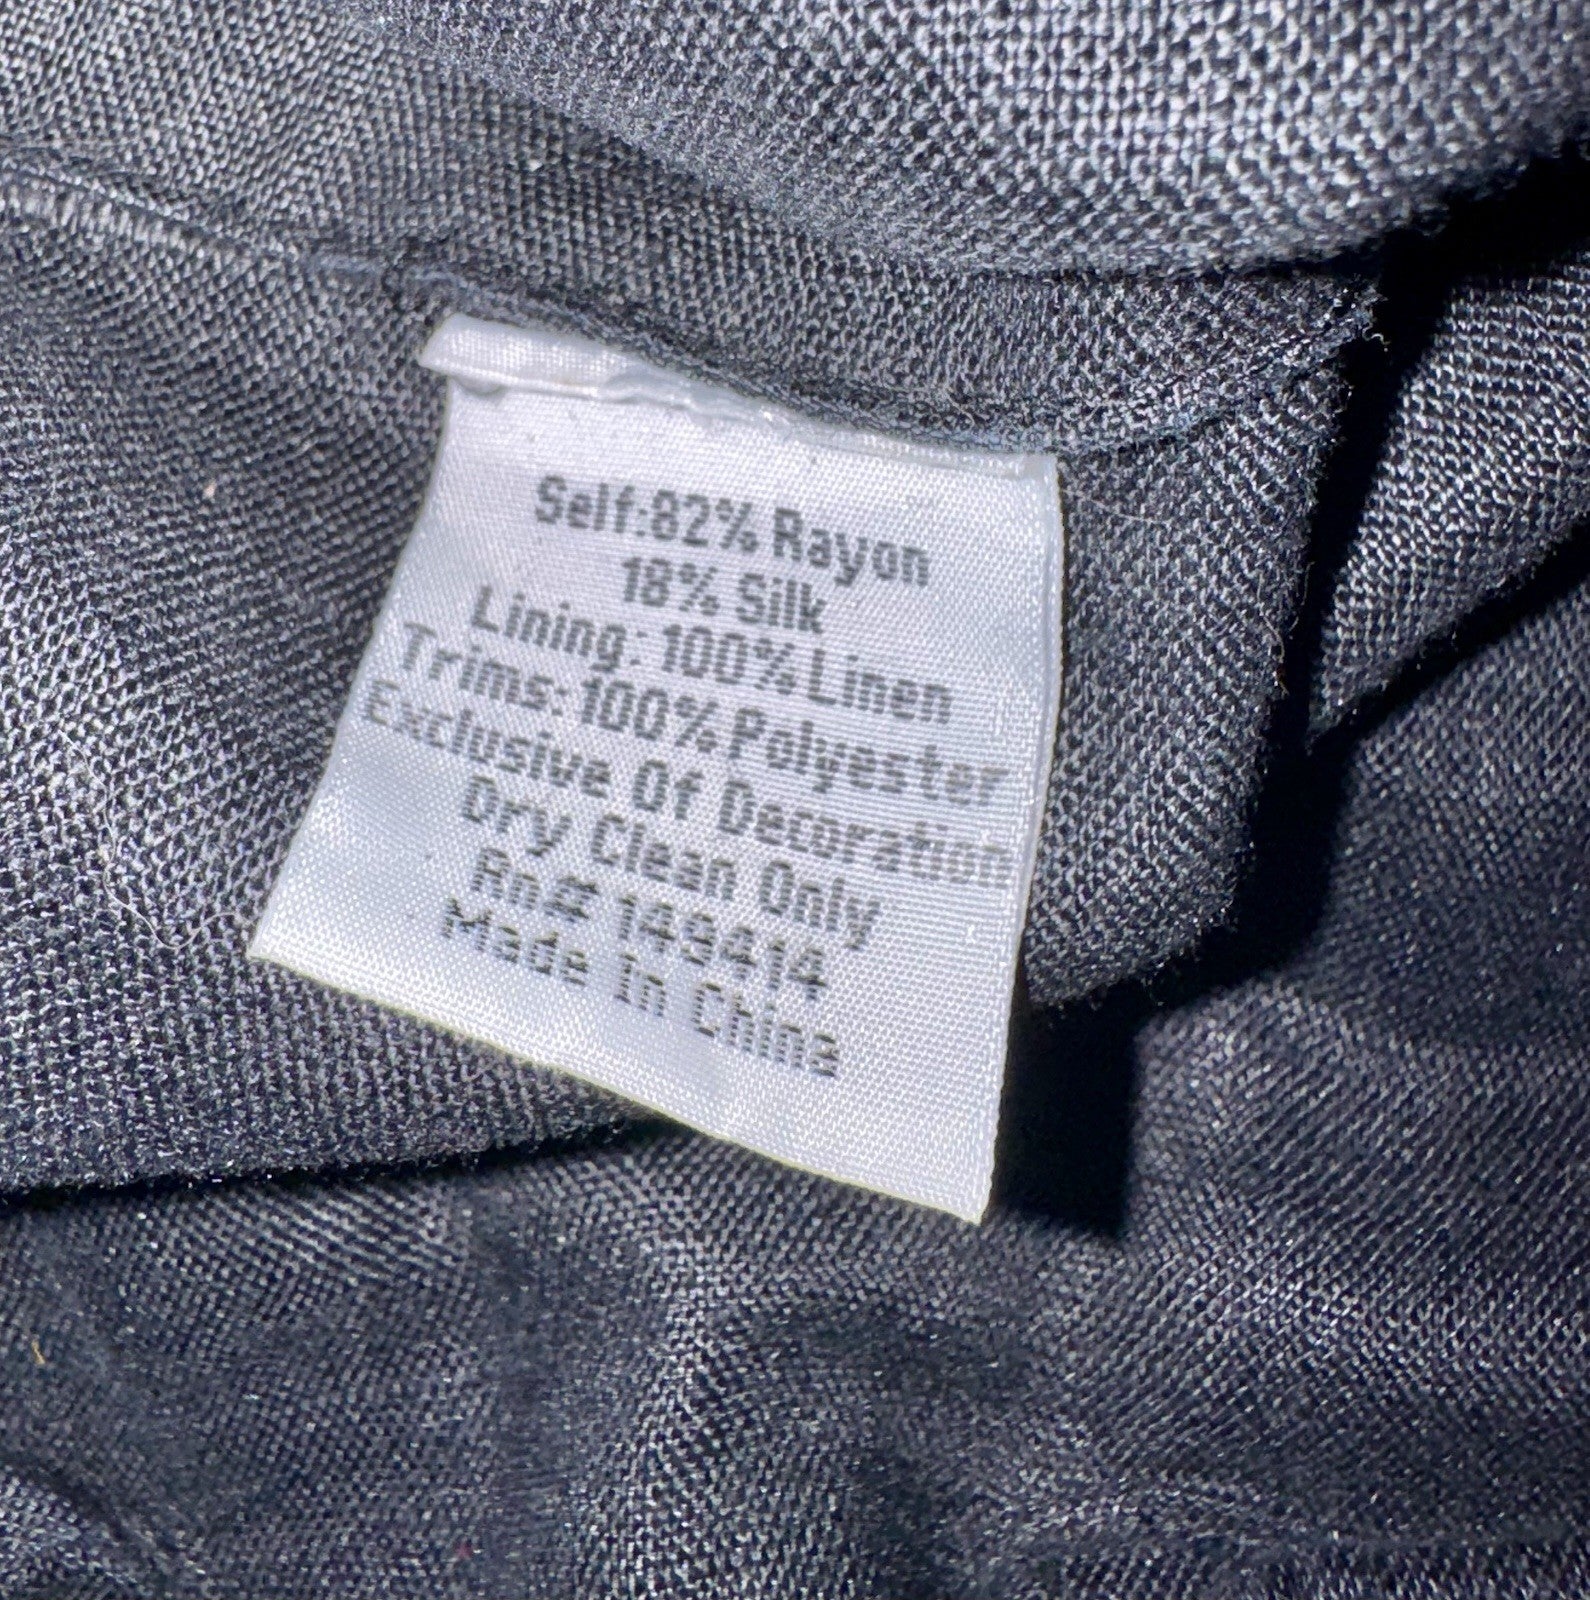 Self:82% Rayon
18% Silk
Lining: 100% Linen
Trims:100% Polyester
Exclusive Of Decoration
Dry Clean Only
Rn# 149414
Made In China